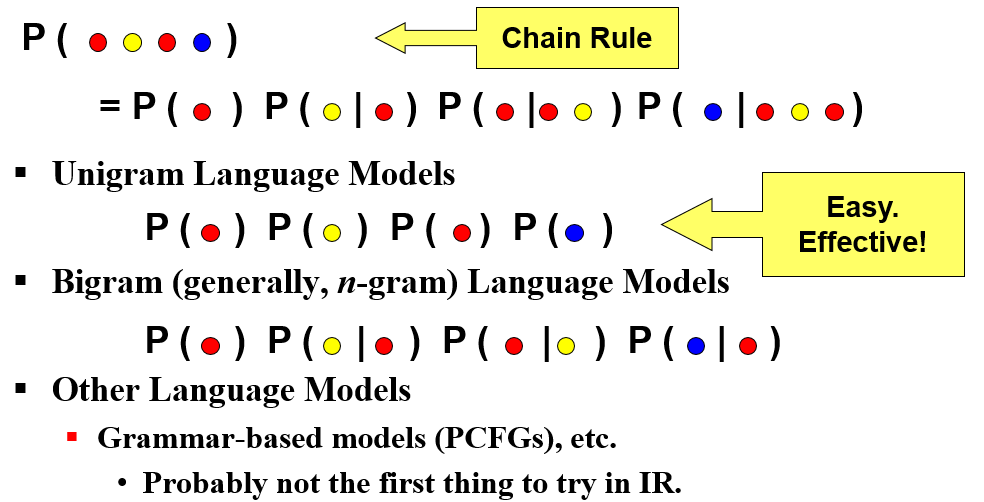 P ( ● ● ● ● )
Chain Rule
= P ( ● ) P ( ● | ● ) P ( ● | ● ● ) P ( ● | ● ● ● )
▪ Unigram Language Models
P ( ● ) P ( ● ) P ( ● ) P ( ● )
Easy.
Effective!
▪ Bigram (generally, n-gram) Language Models
P ( ● ) P ( ● | ● ) P ( ● | ● ) P ( ● | ● )
▪ Other Language Models
▪ Grammar-based models (PCFGs), etc.
• Probably not the first thing to try in IR.